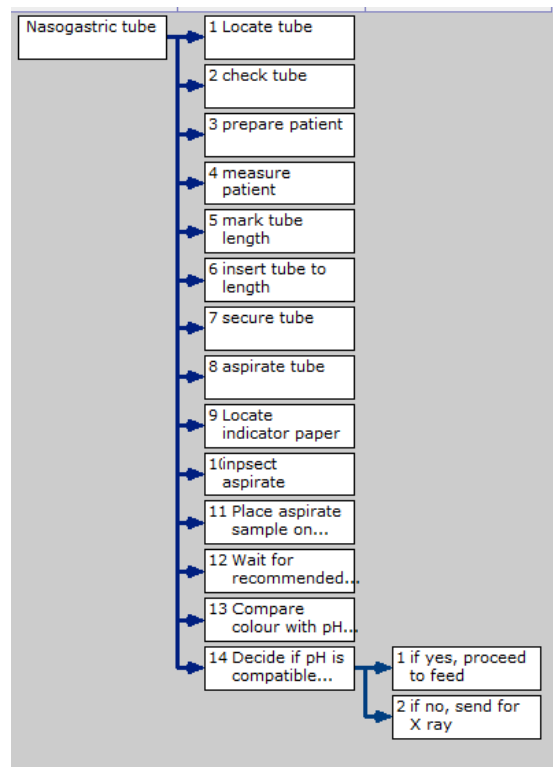 Nasogastric tube
1 Locate tube
2 check tube
3 prepare patient
4 measure
patient
5 mark tube
length
6 insert tube to
length
7 secure tube
8 aspirate tube
9 Locate
indicator paper
10inpsect
aspirate
11 Place aspirate
sample on...
12 Wait for
recommended...
13 Compare
colour with pH...
14 Decide if pH is
compatible...
1 if yes, proceed
to feed
2 if no, send for
X ray